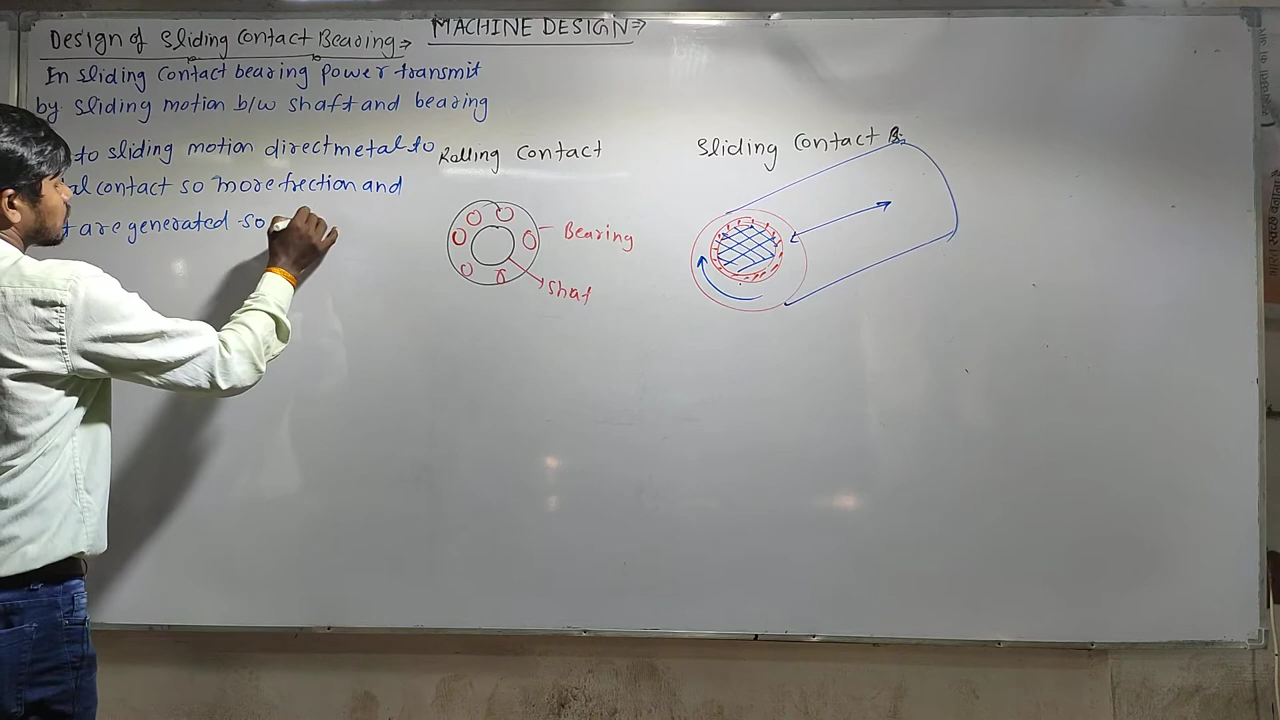 MACHINE DESIGN⇒
Design of Sliding Contact Bearing⇒
In sliding contact bearing power transmit
by sliding motion b/w shaft and bearing
to sliding motion direct metal to
al contact so more friction and
t are generated so
Rolling Contact
Bearing
Shaf
Sliding Contact B